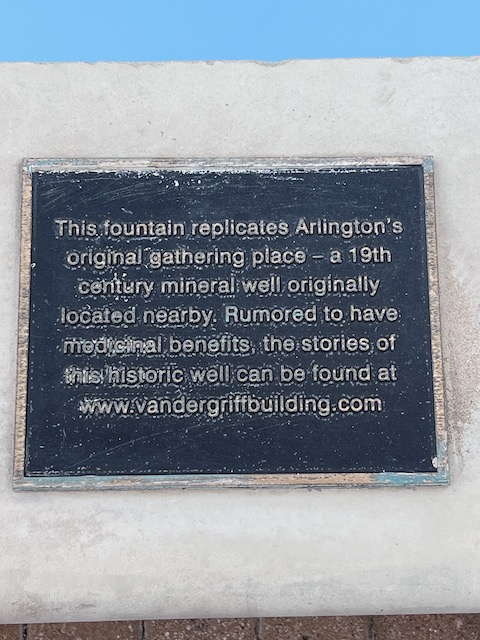 This fountain replicates Arlington's
original gathering place – a 19th
century mineral well originally
located nearby. Rumored to have
medicinal benefits, the stories of
this historic well can be found at
www.vandergriffbuilding.com